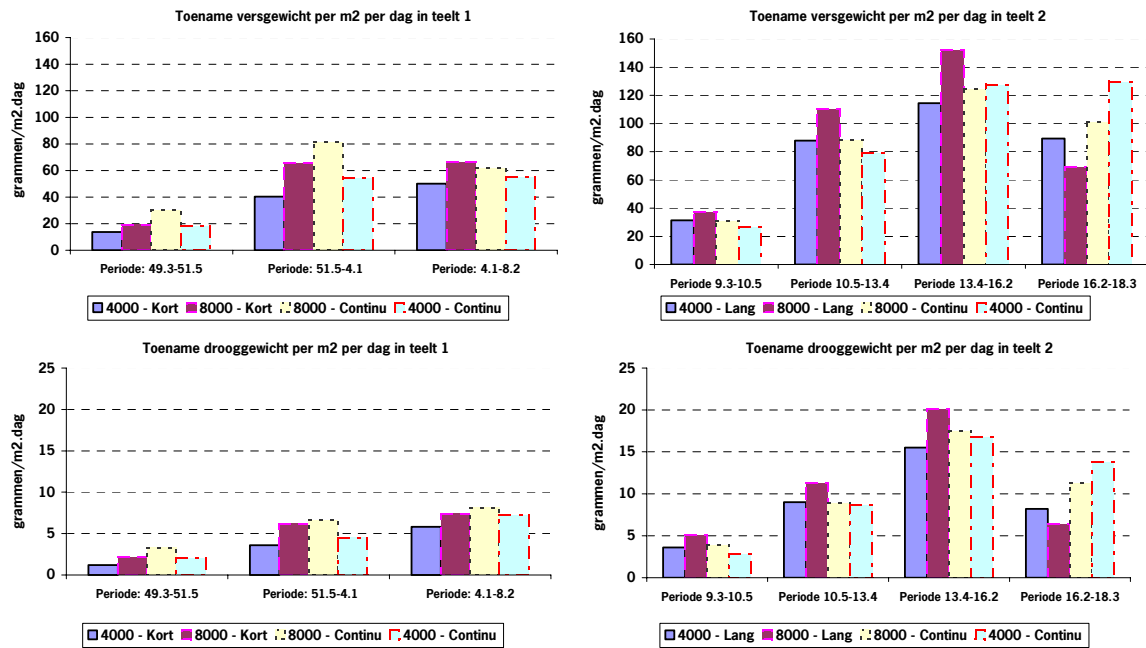 Toename versgewicht per m2 per dag in teelt 1
160
140
120
100
80
60
40
20
0
grammen/m2.dag
Periode: 49.3-51.5
Periode: 51.5-4.1
Periode: 4.1-8.2
4000 - Kort
8000 - Kort
8000 - Continu
4000 - Continu
Toename versgewicht per m2 per dag in teelt 2
160
140
120
100
80
60
40
20
0
grammen/m2.dag
Periode 9.3-10.5
Periode 10.5-13.4
Periode 13.4-16.2
Periode 16.2-18.3
4000 - Lang
8000 - Lang
8000 - Continu
4000 - Continu
Toename drooggewicht per m2 per dag in teelt 1
25
20
15
10
5
0
grammen/m2.dag
Periode: 49.3-51.5
Periode: 51.5-4.1
Periode: 4.1-8.2
4000 - Kort
8000 - Kort
8000 - Continu
4000 - Continu
Toename drooggewicht per m2 per dag in teelt 2
25
20
15
10
5
0
grammen/m2.dag
Periode 9.3-10.5
Periode 10.5-13.4
Periode 13.4-16.2
Periode 16.2-18.3
4000 - Lang
8000 - Lang
8000 - Continu
4000 - Continu